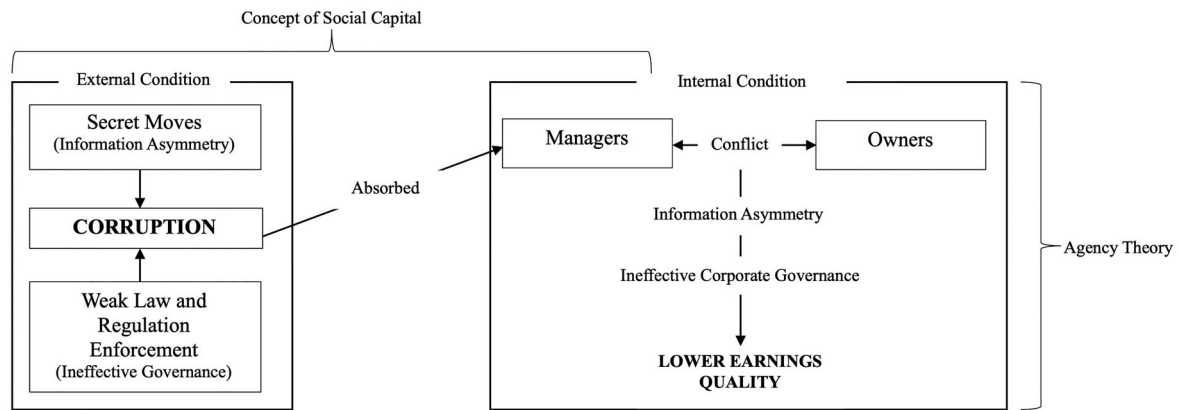 Concept of Social Capital
External Condition
Secret Moves
(Information Asymmetry)
CORRUPTION
Weak Law and
Regulation
Enforcement
(Ineffective Governance)
Absorbed
Internal Condition
Managers
Conflict
Owners
Information Asymmetry
Ineffective Corporate Governance
LOWER EARNINGS
QUALITY
Agency Theory